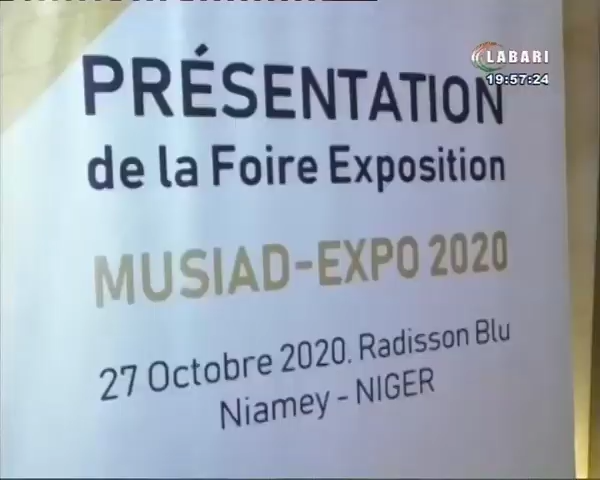 LABARI
19:57:24
PRÉSENTATION
de la Foire Exposition
MUSIAD-EXPO 2020
27 Octobre 2020. Radisson Blu
Niamey - NIGER